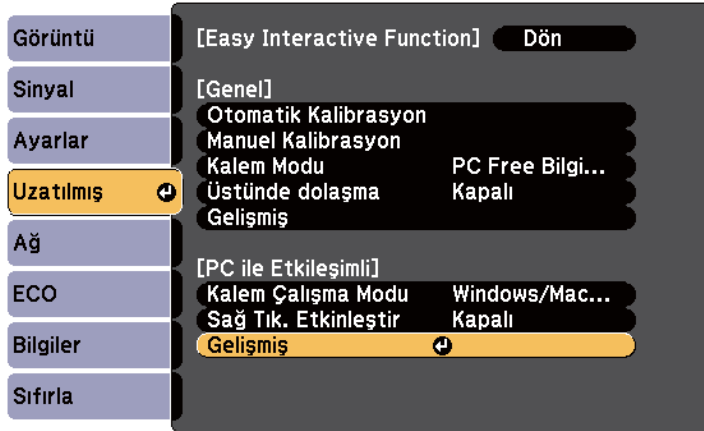 Görüntü
Sinyal
Ayarlar
Uzatılmış
Ağ
ECO
Bilgiler
Sıfırla
[Easy Interactive Function] Dön
[Genel]
Otomatik Kalibrasyon
Manuel Kalibrasyon
Kalem Modu PC Free Bilgi...
Üstünde dolaşma Kapalı
Gelişmiş
[PC ile Etkileşimli]
Kalem Çalışma Modu Windows/Mac...
Sağ Tık. Etkinleştir Kapalı
Gelişmiş